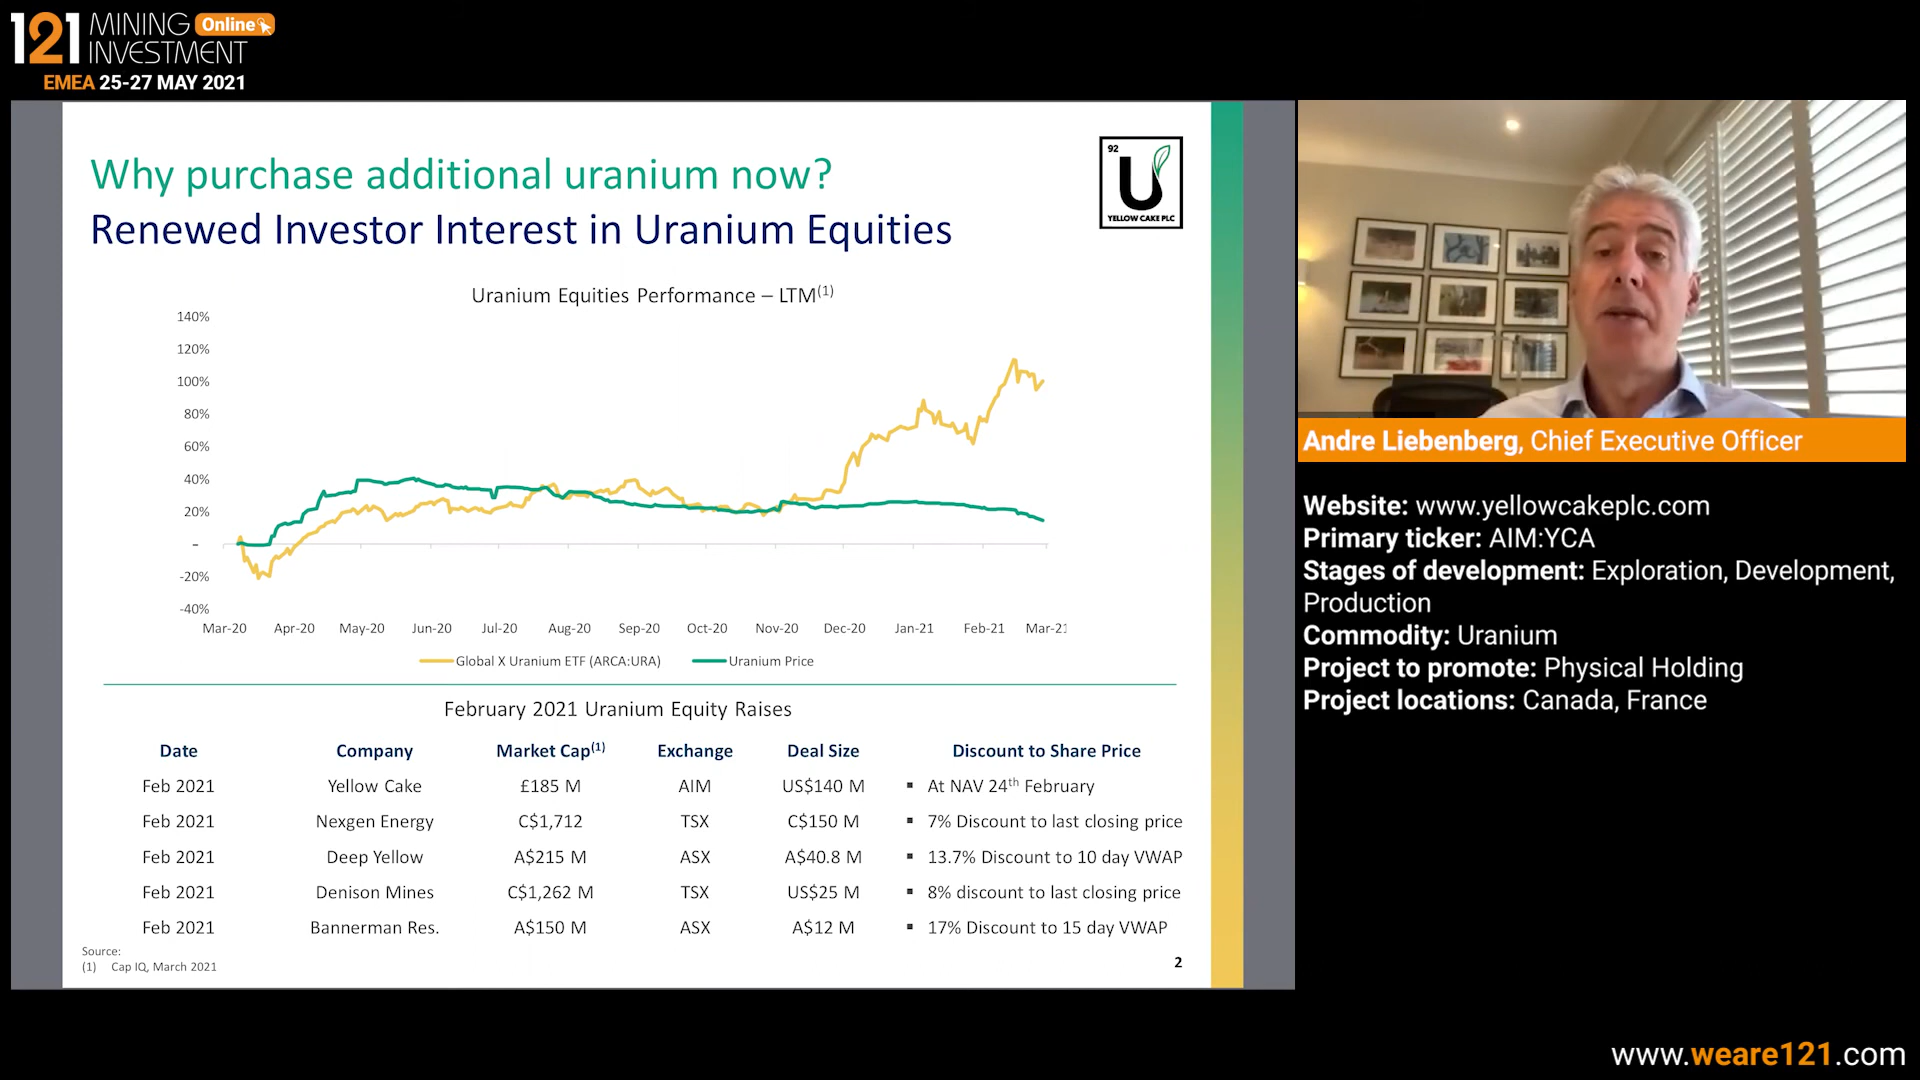 121 MINING INVESTMENT Online
EMEA 25-27 MAY 2021
Why purchase additional uranium now?
Renewed Investor Interest in Uranium Equities
92
U
YELLOW CAKE PLC
Uranium Equities Performance – LTM(1)
140%
120%
100%
80%
60%
40%
20%
–
-20%
-40%
Mar-20 Apr-20 May-20 Jun-20 Jul-20 Aug-20 Sep-20 Oct-20 Nov-20 Dec-20 Jan-21 Feb-21 Mar-21
Global X Uranium ETF (ARCA:URA) Uranium Price
February 2021 Uranium Equity Raises
Date Company Market Cap(1) Exchange Deal Size Discount to Share Price
Feb 2021 Yellow Cake £185 M AIM US$140 M ▪ At NAV 24th February
Feb 2021 Nexgen Energy C$1,712 TSX C$150 M ▪ 7% Discount to last closing price
Feb 2021 Deep Yellow A$215 M ASX A$40.8 M ▪ 13.7% Discount to 10 day VWAP
Feb 2021 Denison Mines C$1,262 M TSX US$25 M ▪ 8% discount to last closing price
Feb 2021 Bannerman Res. A$150 M ASX A$12 M ▪ 17% Discount to 15 day VWAP
Source:
(1) Cap IQ, March 2021
2
Andre Liebenberg, Chief Executive Officer
Website: www.yellowcakeplc.com
Primary ticker: AIM:YCA
Stages of development: Exploration, Development,
Production
Commodity: Uranium
Project to promote: Physical Holding
Project locations: Canada, France
www.weare121.com